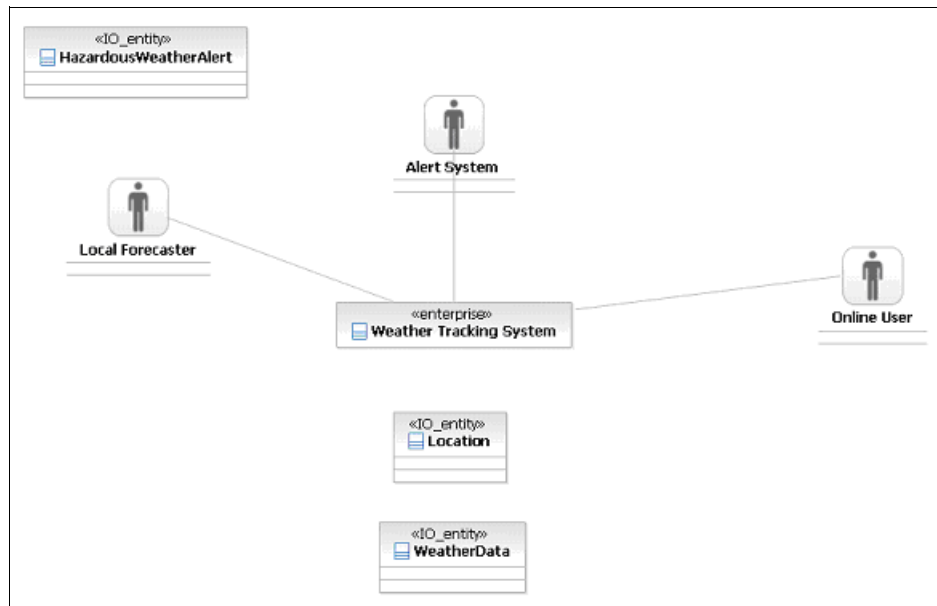 «IO_entity»
HazardousWeatherAlert
Alert System
Local Forecaster
Online User
«enterprise»
Weather Tracking System
«IO_entity»
Location
«IO_entity»
WeatherData